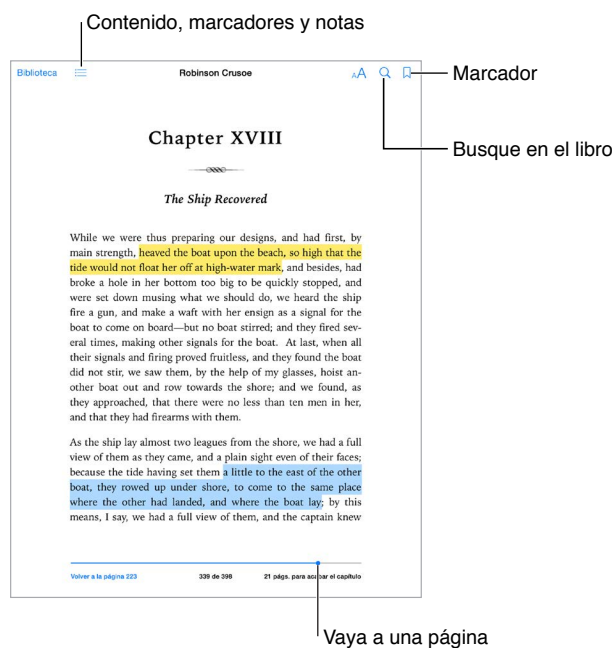 Contenido, marcadores y notas
Biblioteca Robinson Crusoe AA
Marcador
Busque en el libro
Chapter XVIII
The Ship Recovered
While we were thus preparing our designs, and had first, by
main strength, heaved the boat upon the beach, so high that the
tide would not float her off at high-water mark, and besides, had
broke a hole in her bottom too big to be quickly stopped, and
were set down musing what we should do, we heard the ship
fire a gun, and make a waft with her ensign as a signal for the
boat to come on board—but no boat stirred; and they fired sev-
eral times, making other signals for the boat. At last, when all
their signals and firing proved fruitless, and they found the boat
did not stir, we saw them, by the help of my glasses, hoist an-
other boat out and row towards the shore; and we found, as
they approached, that there were no less than ten men in her,
and that they had firearms with them.
As the ship lay almost two leagues from the shore, we had a full
view of them as they came, and a plain sight even of their faces;
because the tide having set them a little to the east of the other
boat, they rowed up under shore, to come to the same place
where the other had landed, and where the boat lay; by this
means, I say, we had a full view of them, and the captain knew
Volver a la página 223 339 de 398 21 págs. para acabar el capítulo
Vaya a una página